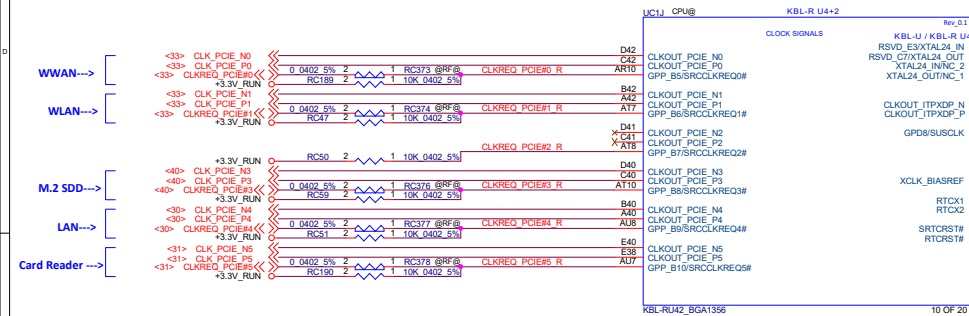 UC1J CPU@ KBL-R U4+2
Rev_0.1
CLOCK SIGNALS KBL-U / KBL-R U4
D
WWAN--->
<33> CLK_PCIE_N0 D42 CLKOUT_PCIE_N0
<33> CLK_PCIE_P0 C42 CLKOUT_PCIE_P0
<33> CLKREQ_PCIE#0 0_0402_5% 2 1 RC373 @RF@ CLKREQ_PCIE#0_R AR10 GPP_B5/SRCCLKREQ0#
+3.3V_RUN RC189 2 1 10K_0402_5%
WLAN--->
<33> CLK_PCIE_N1 B42 CLKOUT_PCIE_N1
<33> CLK_PCIE_P1 A42 CLKOUT_PCIE_P1
<33> CLKREQ_PCIE#1 0_0402_5% 2 1 RC374 @RF@ CLKREQ_PCIE#1_R AT7 GPP_B6/SRCCLKREQ1#
+3.3V_RUN RC47 2 1 10K_0402_5%
D41 CLKOUT_PCIE_N2
C41 CLKOUT_PCIE_P2
CLKREQ_PCIE#2_R AT8 GPP_B7/SRCCLKREQ2#
+3.3V_RUN RC50 2 1 10K_0402_5%
M.2 SDD--->
<40> CLK_PCIE_N3 D40 CLKOUT_PCIE_N3
<40> CLK_PCIE_P3 C40 CLKOUT_PCIE_P3
<40> CLKREQ_PCIE#3 0_0402_5% 2 1 RC376 @RF@ CLKREQ_PCIE#3_R AT10 GPP_B8/SRCCLKREQ3#
+3.3V_RUN RC59 2 1 10K_0402_5%
LAN--->
<30> CLK_PCIE_N4 B40 CLKOUT_PCIE_N4
<30> CLK_PCIE_P4 A40 CLKOUT_PCIE_P4
<30> CLKREQ_PCIE#4 0_0402_5% 2 1 RC377 @RF@ CLKREQ_PCIE#4_R AU8 GPP_B9/SRCCLKREQ4#
+3.3V_RUN RC51 2 1 10K_0402_5%
Card Reader --->
<31> CLK_PCIE_N5 E40 CLKOUT_PCIE_N5
<31> CLK_PCIE_P5 E38 CLKOUT_PCIE_P5
<31> CLKREQ_PCIE#5 0_0402_5% 2 1 RC378 @RF@ CLKREQ_PCIE#5_R AU7 GPP_B10/SRCCLKREQ5#
+3.3V_RUN RC190 2 1 10K_0402_5%
RSVD_E3/XTAL24_IN
RSVD_C7/XTAL24_OUT
XTAL24_IN/NC_2
XTAL24_OUT/NC_1
CLKOUT_ITPXDP_N
CLKOUT_ITPXDP_P
GPD8/SUSCLK
XCLK_BIASREF
RTCX1
RTCX2
SRTCRST#
RTCRST#
KBL-RU42_BGA1356 10 OF 20